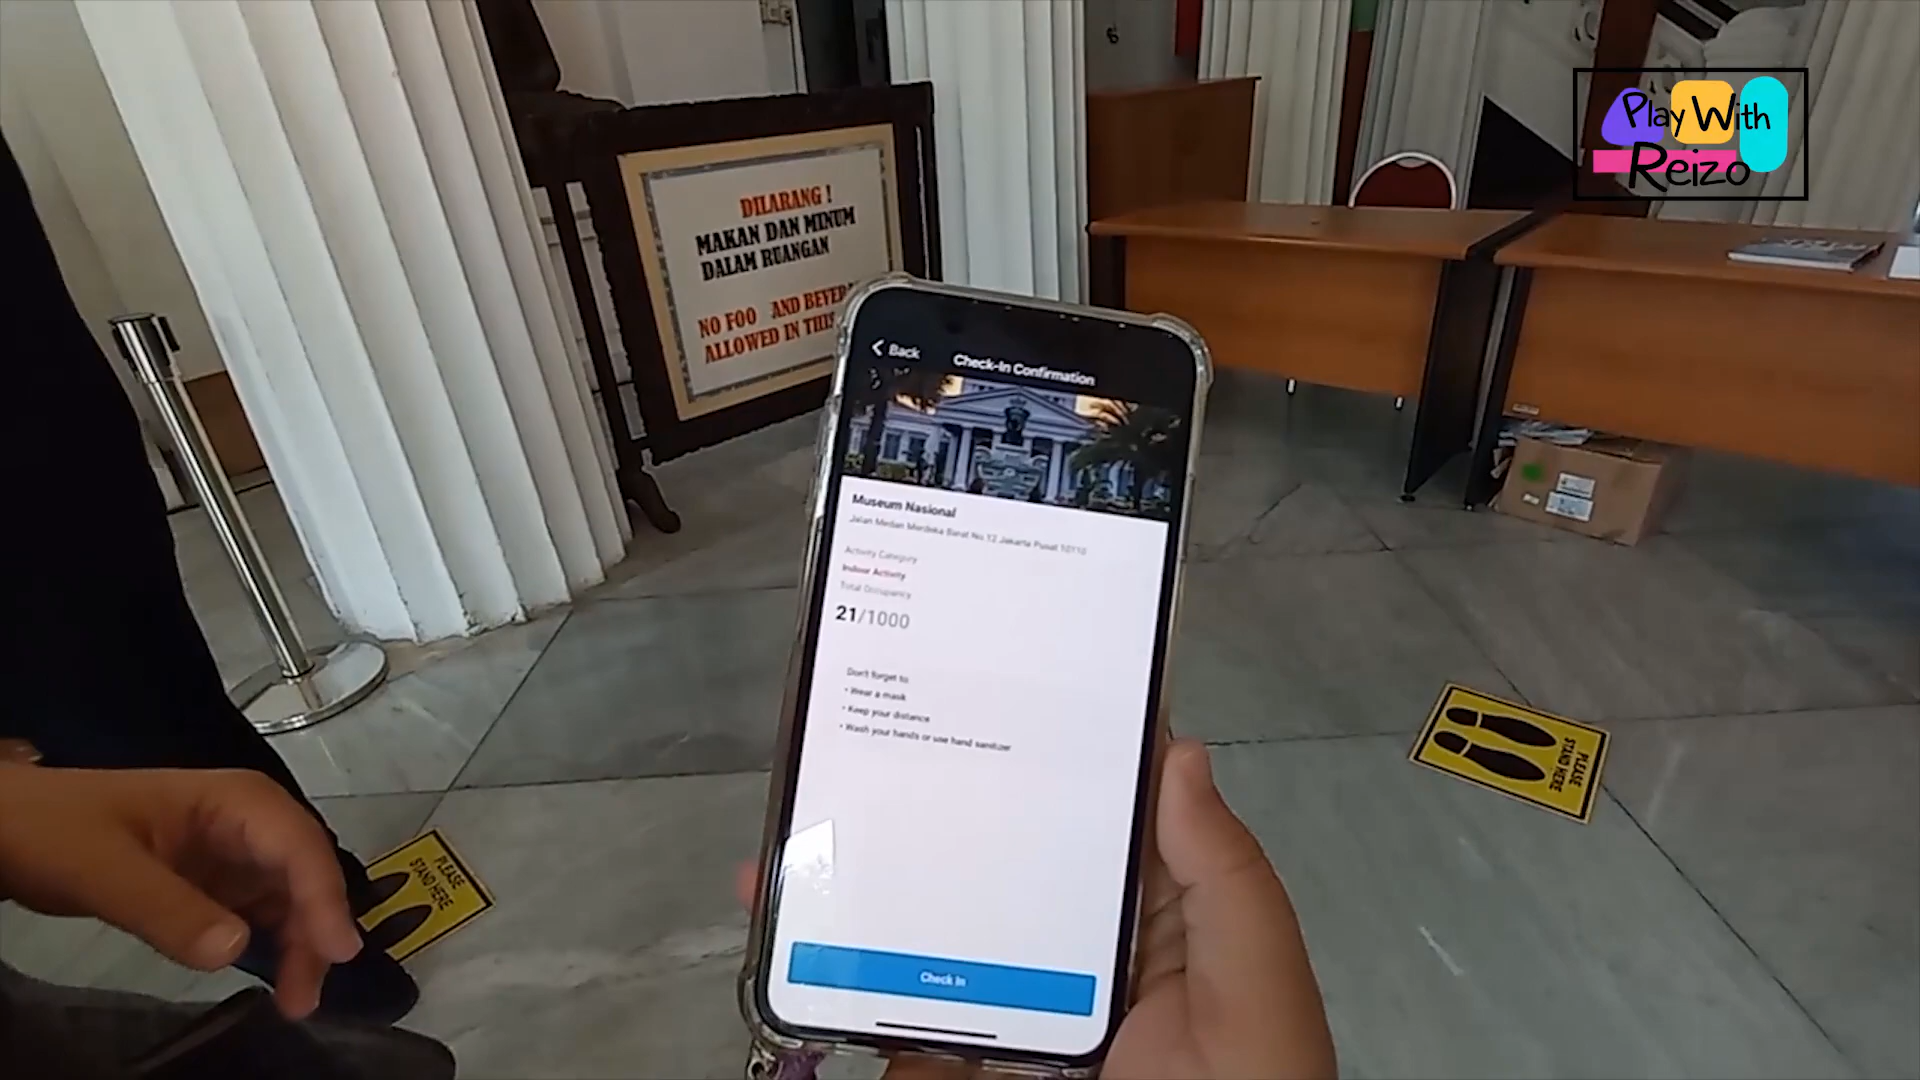 Play With
Reizo
DILARANG !
MAKAN DAN MINUM
DALAM RUANGAN
NO FOO AND BEVER
ALLOWED IN THIS
Back
Check-In Confirmation
Museum Nasional
Jalan Medan Merdeka Barat No.12 Jakarta Pusat 10110
Activity Category
Indoor Activity
Total Occupancy
21/1000
Don't forget to
• Wear a mask
• Keep your distance
• Wash your hands or use hand sanitizer
Check In
PLEASE
STAND HERE
PLEASE
STAND HERE